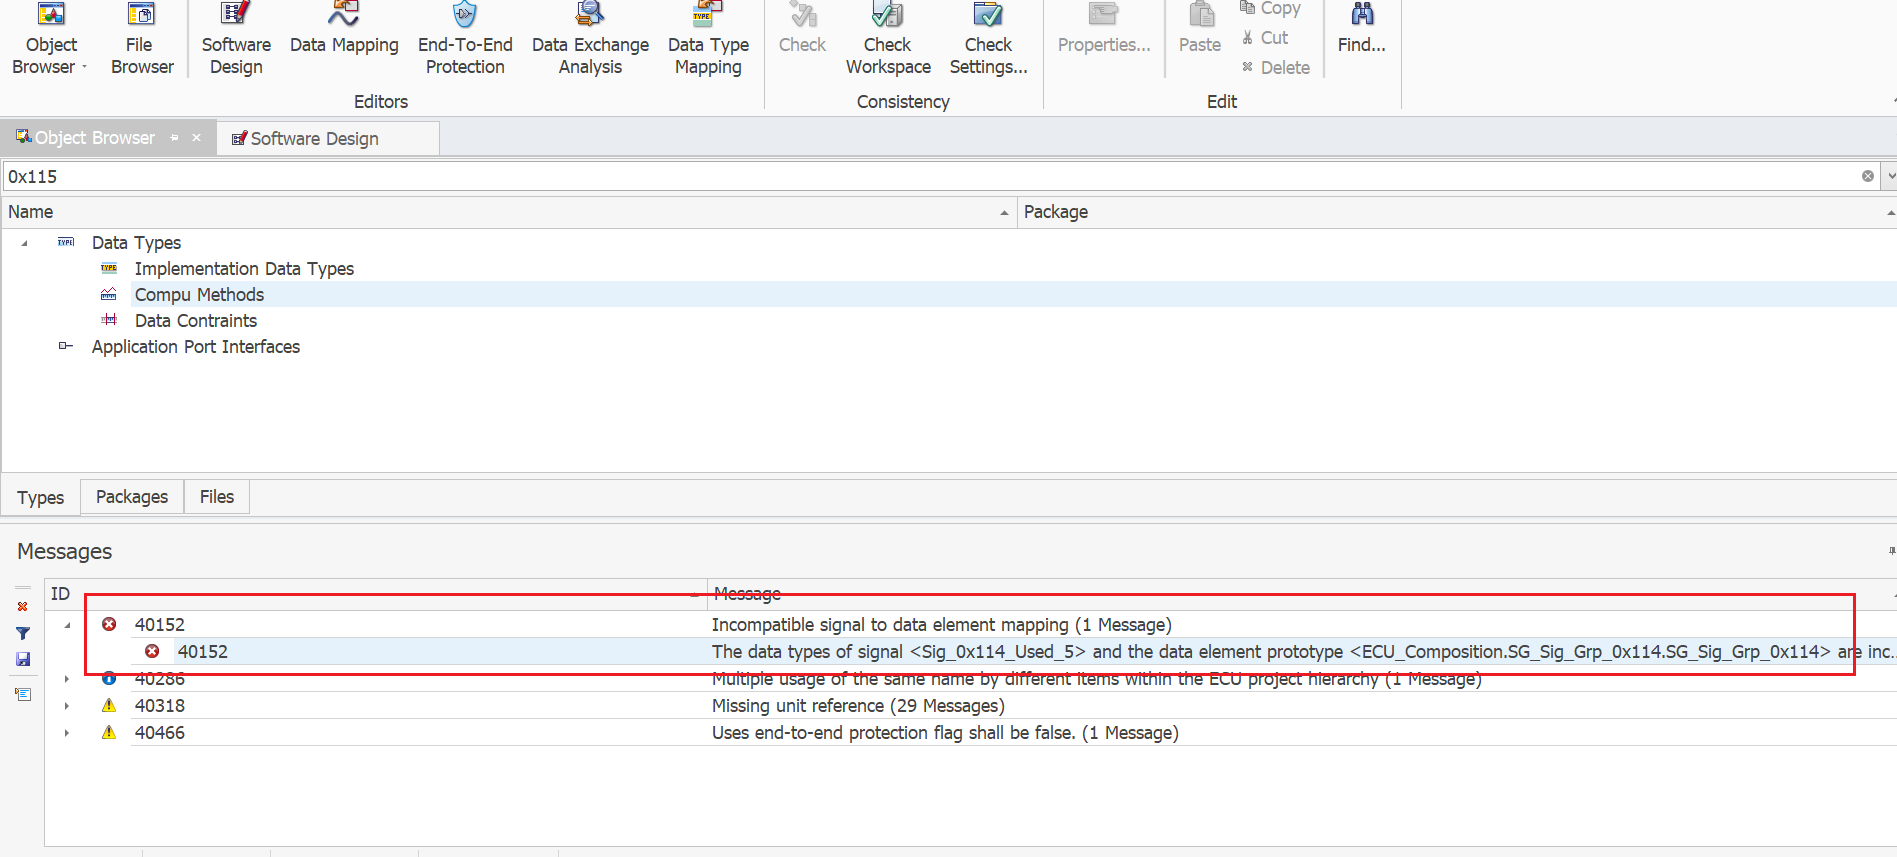 Object Browser
File Browser
Software Design
Data Mapping
End-To-End Protection
Data Exchange Analysis
Data Type Mapping
Check
Check Workspace
Check Settings...
Properties...
Paste
Copy
Cut
Delete
Find...
Editors
Consistency
Edit
Object Browser
Software Design
0x115
Name
Package
TYPE Data Types
TYPE Implementation Data Types
Compu Methods
Data Contraints
Application Port Interfaces
Types
Packages
Files
Messages
ID
Message
40152
Incompatible signal to data element mapping (1 Message)
40152
The data types of signal <Sig_0x114_Used_5> and the data element prototype <ECU_Composition.SG_Sig_Grp_0x114.SG_Sig_Grp_0x114> are inc...
40286
Multiple usage of the same name by different items within the ECU project hierarchy (1 Message)
40318
Missing unit reference (29 Messages)
40466
Uses end-to-end protection flag shall be false. (1 Message)